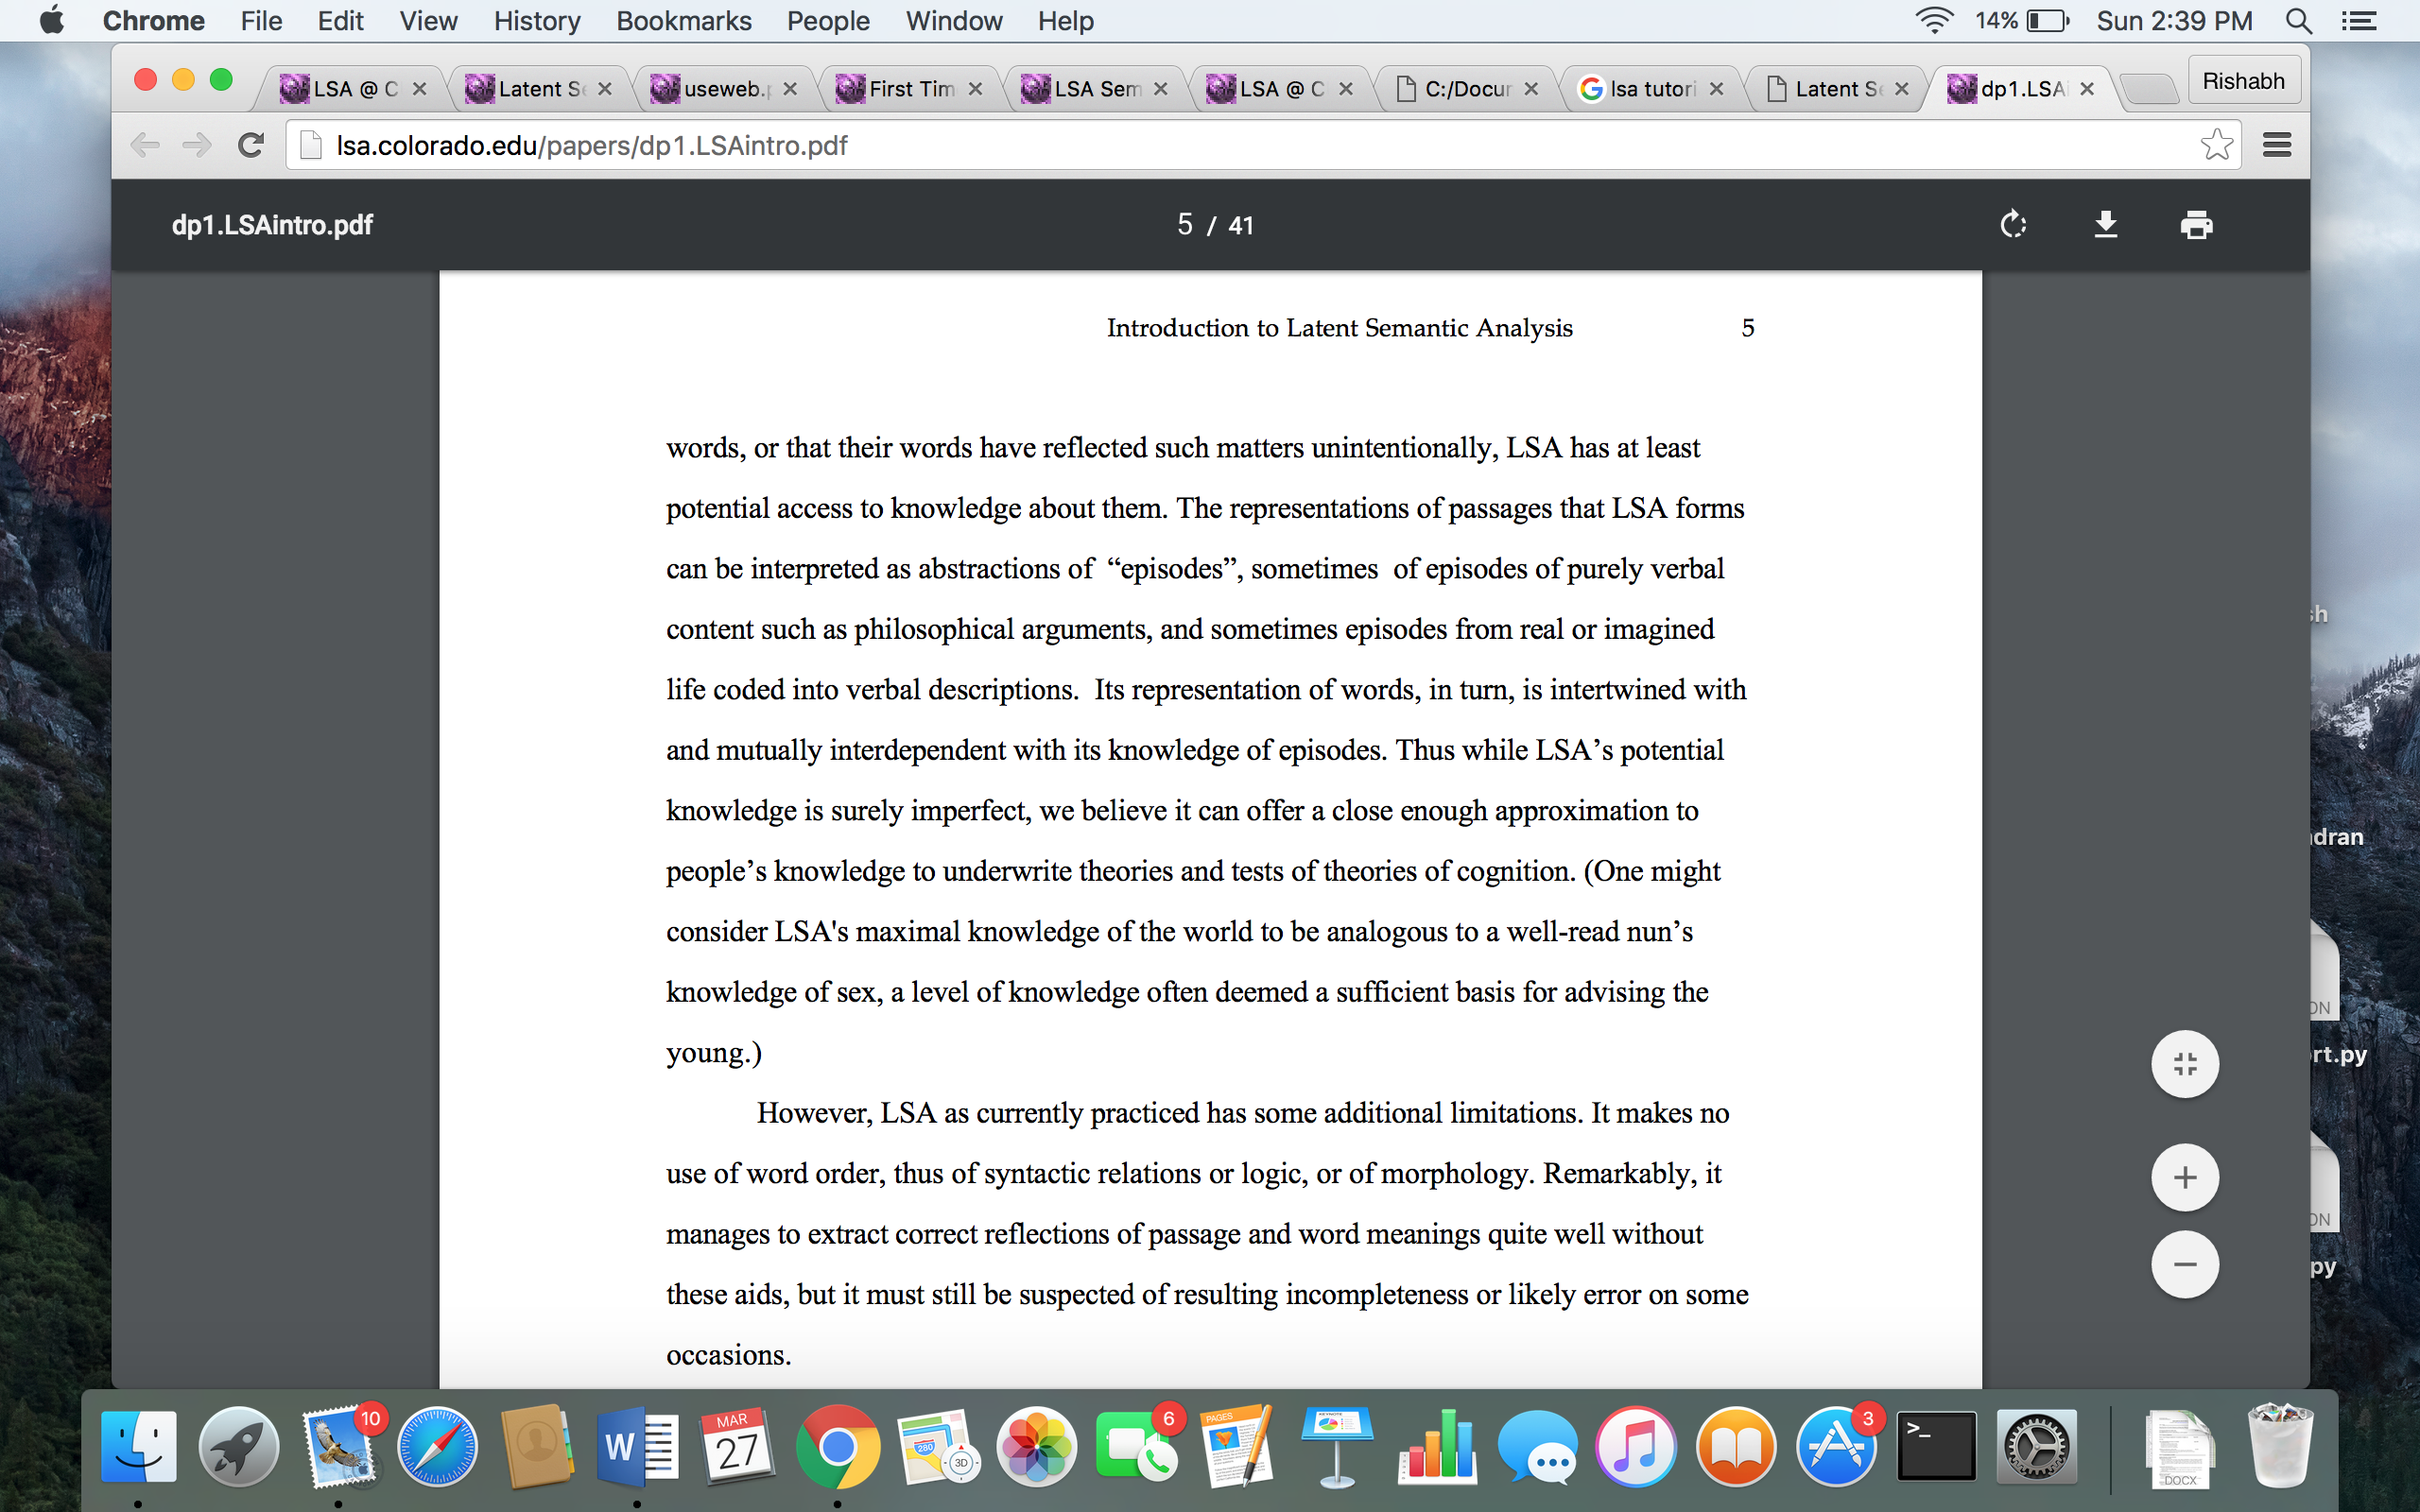 Chrome File Edit View History Bookmarks People Window Help 14% Sun 2:39 PM
LSA @ C Latent S useweb. First Tim LSA Sem LSA @ C C:/Docur lsa tutori Latent S dp1.LSA Rishabh
lsa.colorado.edu/papers/dp1.LSAintro.pdf
dp1.LSAintro.pdf 5 / 41
Introduction to Latent Semantic Analysis 5
words, or that their words have reflected such matters unintentionally, LSA has at least
potential access to knowledge about them. The representations of passages that LSA forms
can be interpreted as abstractions of “episodes”, sometimes of episodes of purely verbal
content such as philosophical arguments, and sometimes episodes from real or imagined
life coded into verbal descriptions. Its representation of words, in turn, is intertwined with
and mutually interdependent with its knowledge of episodes. Thus while LSA’s potential
knowledge is surely imperfect, we believe it can offer a close enough approximation to
people’s knowledge to underwrite theories and tests of theories of cognition. (One might
consider LSA's maximal knowledge of the world to be analogous to a well-read nun’s
knowledge of sex, a level of knowledge often deemed a sufficient basis for advising the
young.)
However, LSA as currently practiced has some additional limitations. It makes no
use of word order, thus of syntactic relations or logic, or of morphology. Remarkably, it
manages to extract correct reflections of passage and word meanings quite well without
these aids, but it must still be suspected of resulting incompleteness or likely error on some
occasions.
sh
dran
ON
rt.py
ON
py
10 MAR 27 280 3D 6 PAGES 3 >_ DOCX